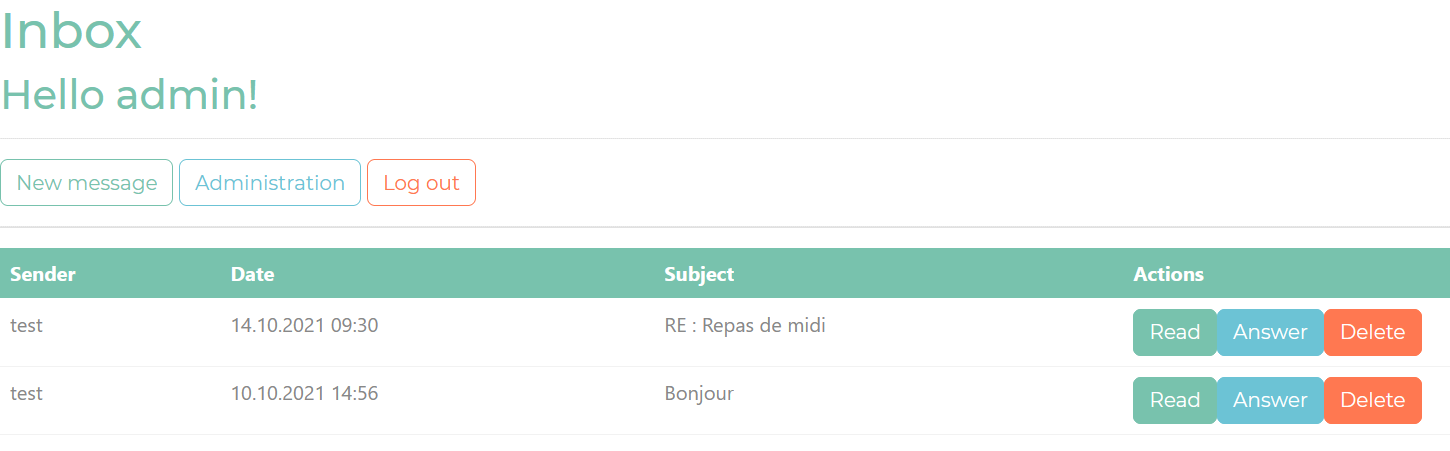 Inbox
Hello admin!
New message Administration Log out
Sender Date Subject Actions
test 14.10.2021 09:30 RE : Repas de midi Read Answer Delete
test 10.10.2021 14:56 Bonjour Read Answer Delete